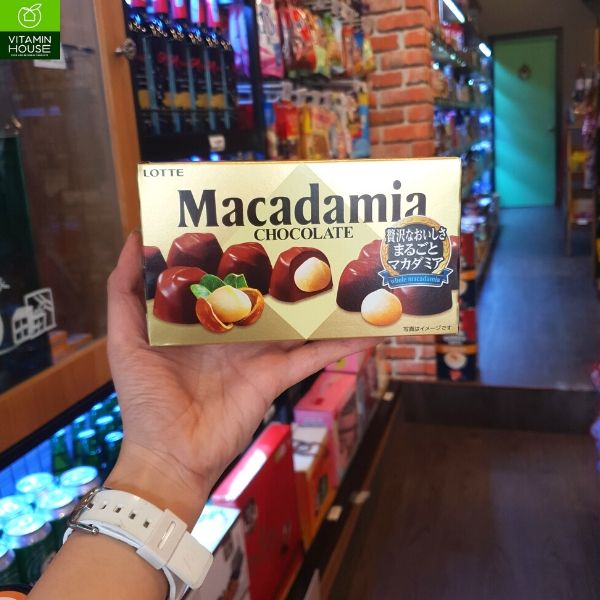 VITAMIN
HOUSE
LOTTE
Macadamia
CHOCOLATE
贅沢なおいしさ
まるごと
マカダミア
whole macadamia
写真はイメージです